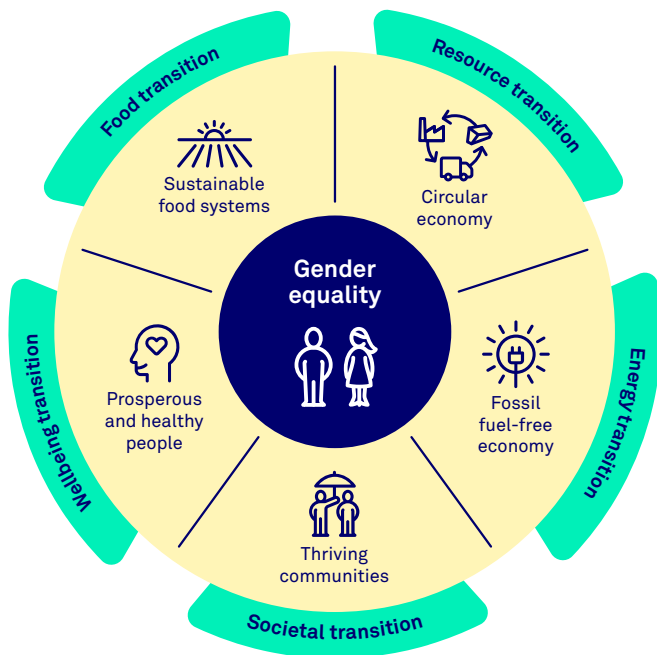 Food transition
Resource transition
Sustainable
food systems
Circular
economy
Gender
equality
Wellbeing transition
Prosperous
and healthy
people
Fossil
fuel-free
economy
Energy transition
Thriving
communities
Societal transition